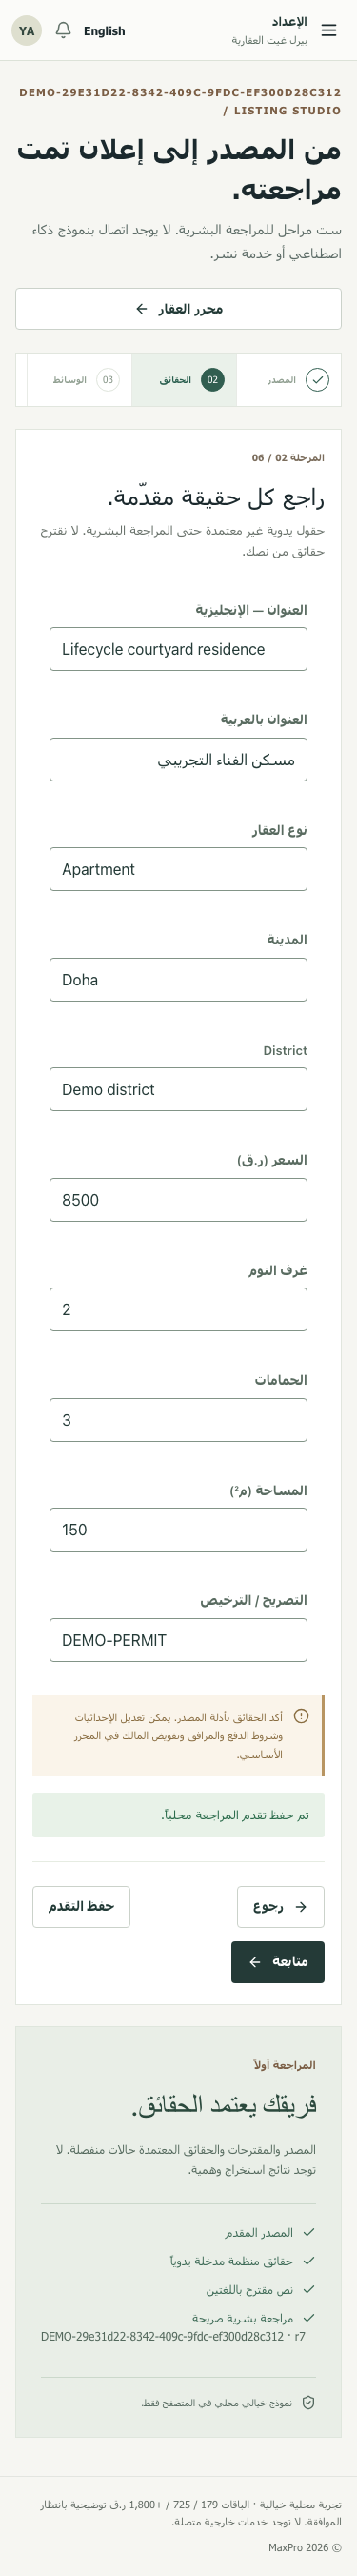 الإعداد
بيرل غيت العقارية
English
YA
DEMO-29E31D22-8342-409C-9FDC-EF300D28C312
/ LISTING STUDIO
من المصدر إلى إعلان تمت
مراجعته.
ست مراحل للمراجعة البشرية. لا يوجد اتصال بنموذج ذكاء
اصطناعي أو خدمة نشر.
محرر العقار
المصدر
02
الحقائق
03
الوسائط
المرحلة 02 / 06
راجع كل حقيقة مقدّمة.
حقول يدوية غير معتمدة حتى المراجعة البشرية. لا نقترح
حقائق من نصك.
العنوان — الإنجليزية
Lifecycle courtyard residence
العنوان بالعربية
مسكن الفناء التجريبي
نوع العقار
Apartment
المدينة
Doha
District
Demo district
السعر (ر.ق)
8500
غرف النوم
2
الحمامات
3
المساحة (م²)
150
التصريح / الترخيص
DEMO-PERMIT
أكد الحقائق بأدلة المصدر. يمكن تعديل الإحداثيات
وشروط الدفع والمرافق وتفويض المالك في المحرر
الأساسي.
تم حفظ تقدم المراجعة محلياً.
رجوع
حفظ التقدم
متابعة
المراجعة أولاً
فريقك يعتمد الحقائق.
المصدر والمقترحات والحقائق المعتمدة حالات منفصلة. لا
توجد نتائج استخراج وهمية.
المصدر المقدم
حقائق منظمة مدخلة يدوياً
نص مقترح باللغتين
مراجعة بشرية صريحة
DEMO-29e31d22-8342-409c-9fdc-ef300d28c312 · r7
نموذج خيالي محلي في المتصفح فقط.
تجربة محلية خيالية · الباقات 179 / 725 / +1,800 ر.ق توضيحية بانتظار
الموافقة. لا توجد خدمات خارجية متصلة.
© 2026 MaxPro